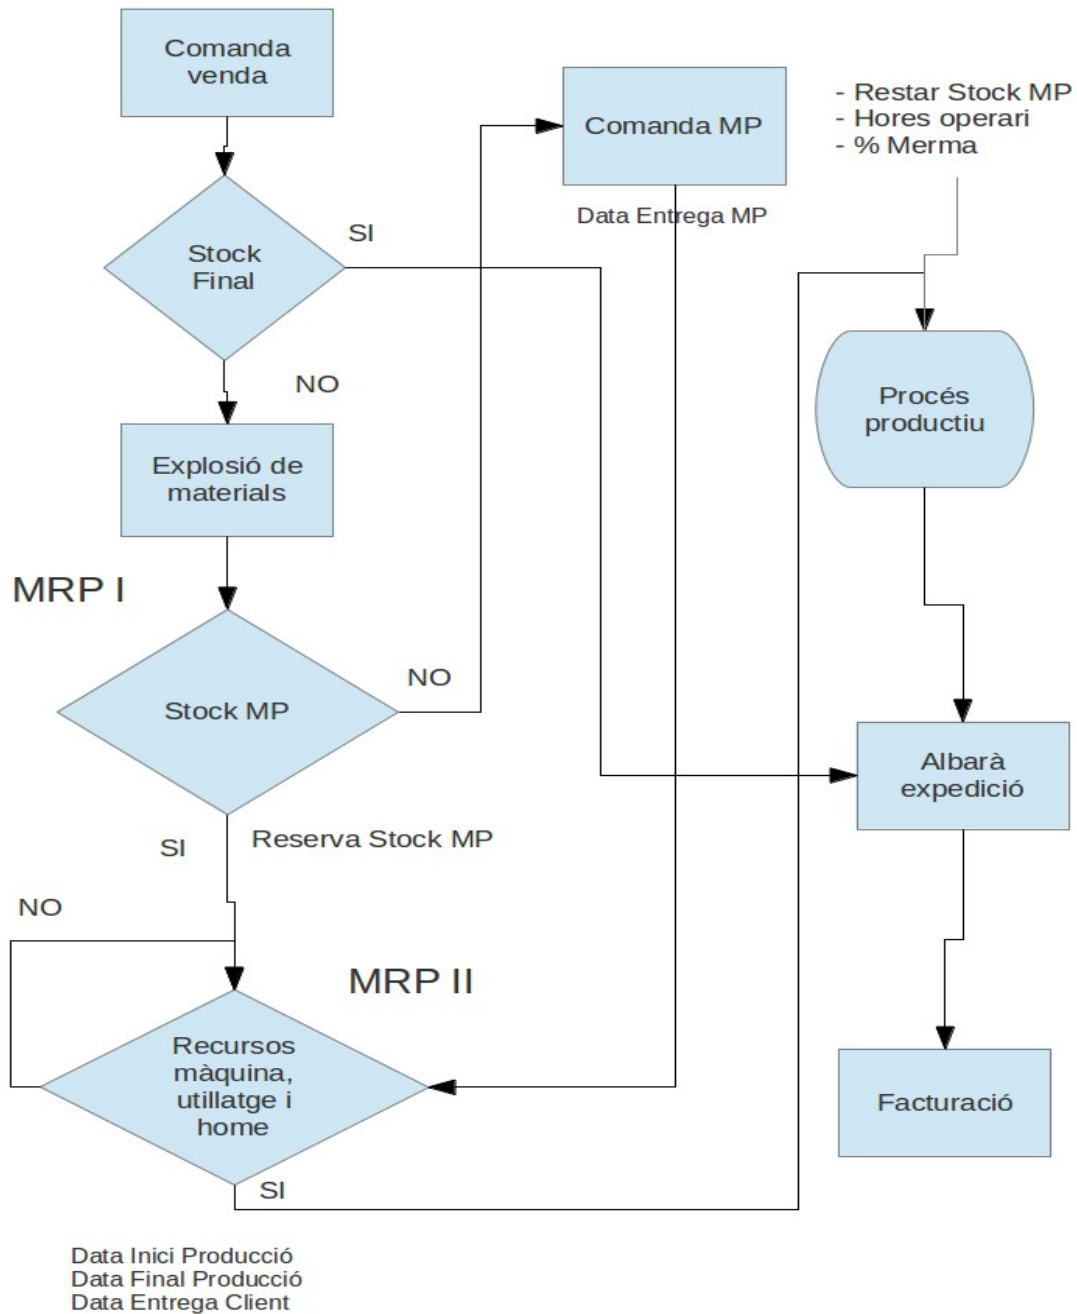 Comanda
venda
Comanda MP
- Restar Stock MP
- Hores operari
- % Merma
Data Entrega MP
SI
Stock
Final
NO
Procés
productiu
Explosió de
materials
MRP I
NO
Stock MP
Albarà
expedició
SI
Reserva Stock MP
NO
MRP II
Recursos
màquina,
utillatge i
home
Facturació
SI
Data Inici Producció
Data Final Producció
Data Entrega Client